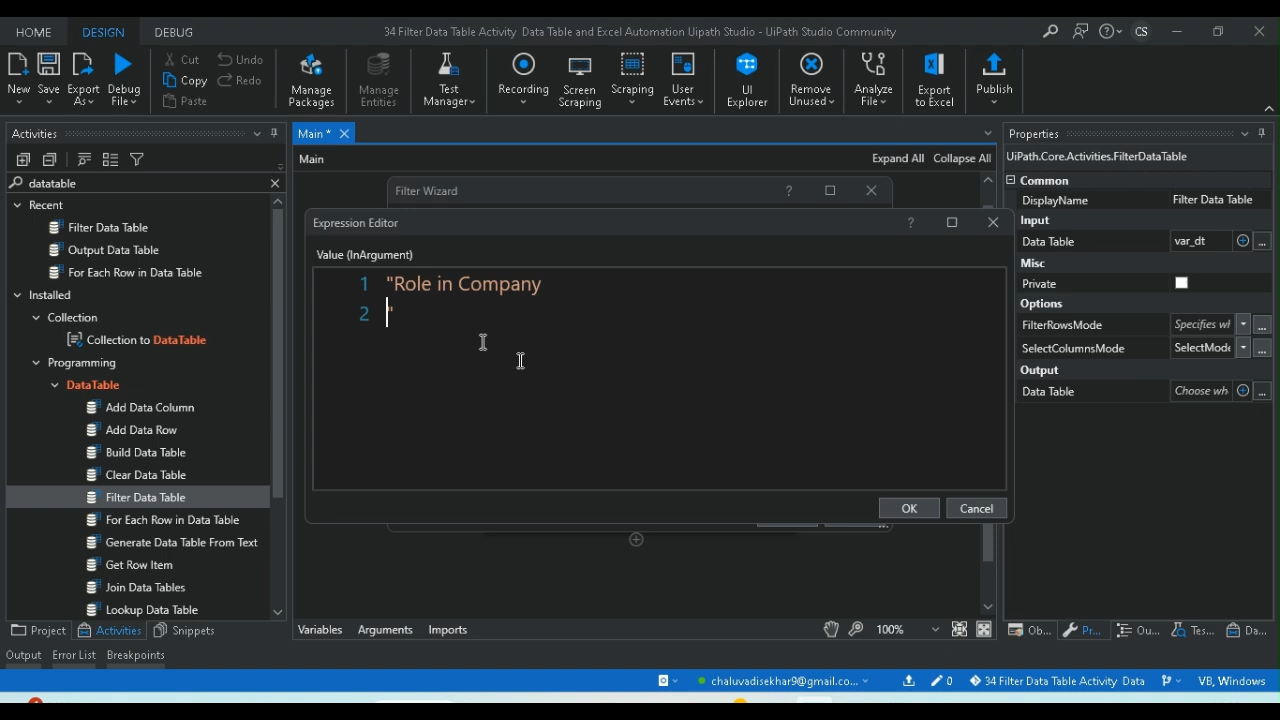 HOME DESIGN DEBUG 34 Filter Data Table Activity Data Table and Excel Automation Uipath Studio - UiPath Studio Community CS
New Save Export As Debug File Cut Copy Paste Undo Redo Manage Packages Manage Entities Test Manager Recording Screen Scraping Scraping User Events UI Explorer Remove Unused Analyze File Export to Excel Publish
Activities
datatable
Recent
Filter Data Table
Output Data Table
For Each Row in Data Table
Installed
Collection
Collection to DataTable
Programming
DataTable
Add Data Column
Add Data Row
Build Data Table
Clear Data Table
Filter Data Table
For Each Row in Data Table
Generate Data Table From Text
Get Row Item
Join Data Tables
Lookup Data Table
Project Activities Snippets
Main *
Main Expand All Collapse All
Filter Wizard ?
Expression Editor ?
Value (InArgument)
1 "Role in Company
2 "
OK Cancel
Variables Arguments Imports 100%
Properties
UiPath.Core.Activities.FilterDataTable
Common
DisplayName Filter Data Table
Input
Data Table var_dt ...
Misc
Private
Options
FilterRowsMode Specifies wh ...
SelectColumnsMode SelectMode ...
Output
Data Table Choose wh ...
Ob... Pr... Ou... Tes... Da...
Output Error List Breakpoints
chaluvadisekhar9@gmail.co... 0 34 Filter Data Table Activity Data VB, Windows